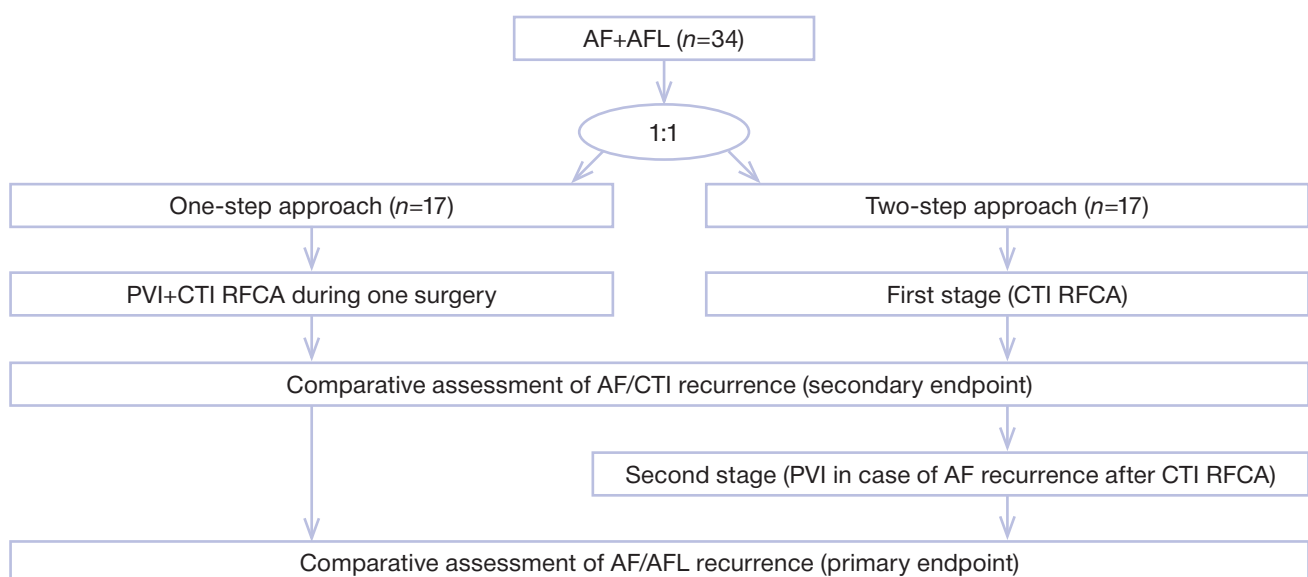 AF+AFL (n=34)
1:1
One-step approach (n=17)
Two-step approach (n=17)
PVI+CTI RFCA during one surgery
First stage (CTI RFCA)
Comparative assessment of AF/CTI recurrence (secondary endpoint)
Second stage (PVI in case of AF recurrence after CTI RFCA)
Comparative assessment of AF/AFL recurrence (primary endpoint)